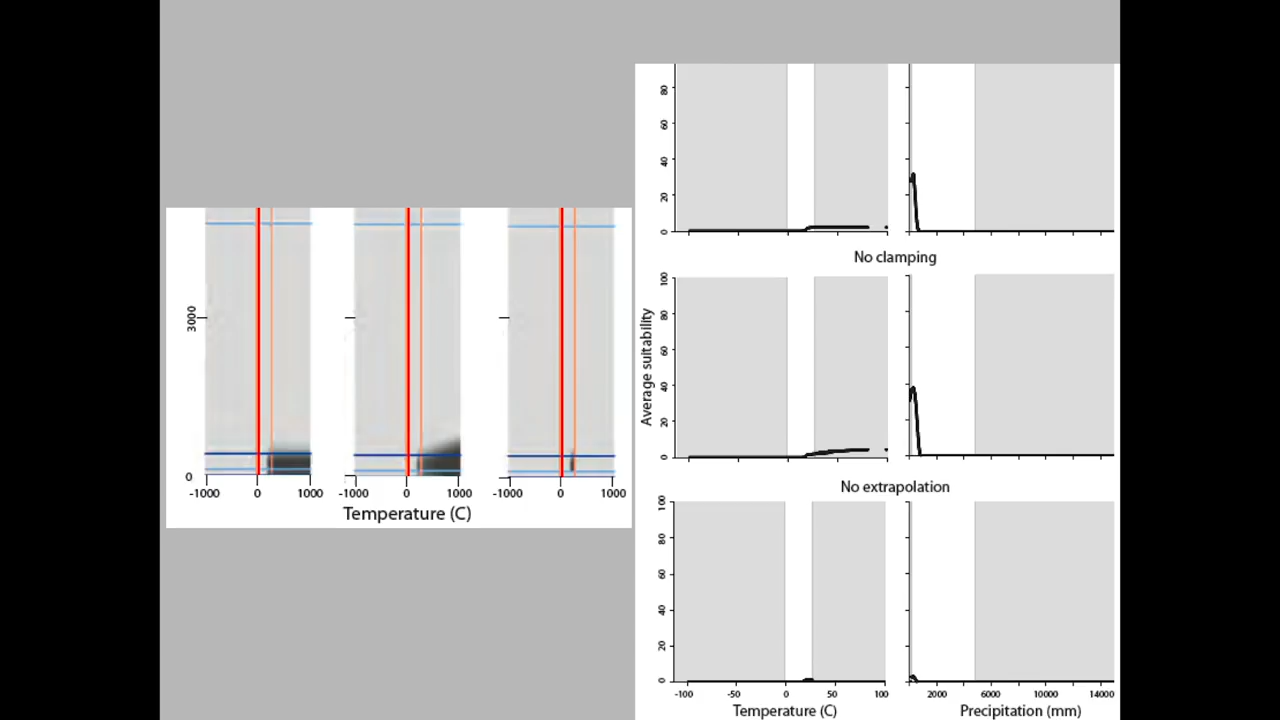 3000
0
-1000 0 1000
-1000 0 1000
-1000 0 1000
Temperature (C)
80
60
40
20
0
No clamping
Average suitability
100
80
60
40
20
0
No extrapolation
100
80
60
40
20
0
-100 -50 0 50 100
2000 6000 10000 14000
Temperature (C)
Precipitation (mm)